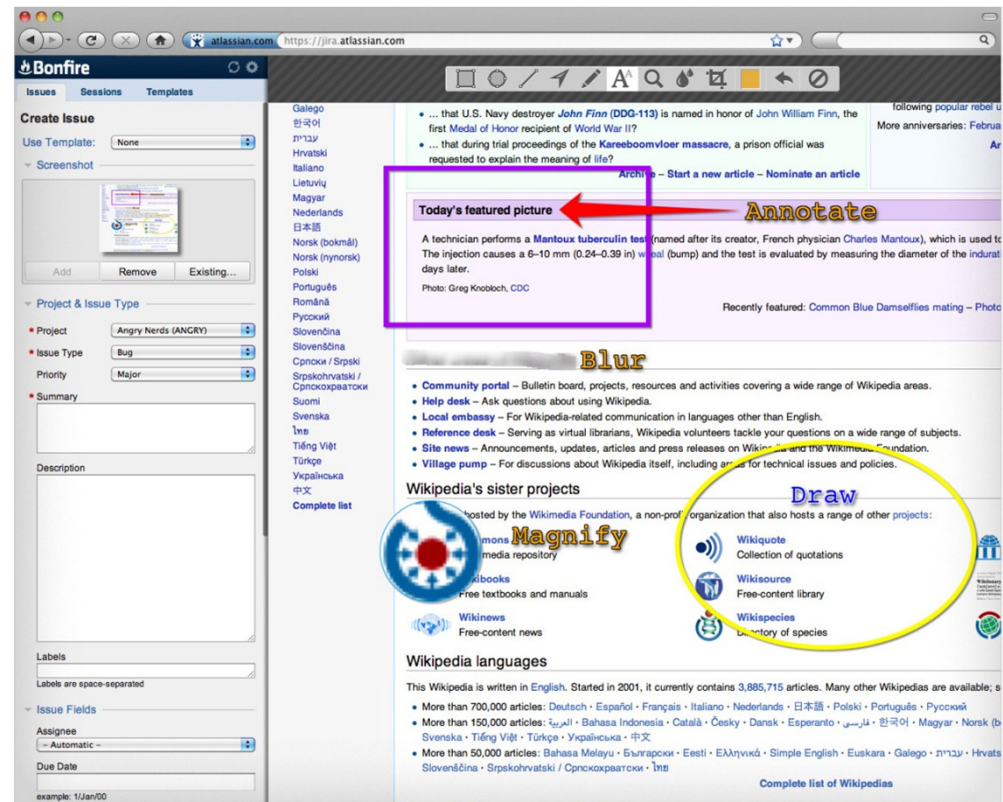 atlassian.com https://jira.atlassian.com
Bonfire
Issues Sessions Templates
Create Issue
Use Template: None
Screenshot
Add Remove Existing...
Project & Issue Type
* Project Angry Nerds (ANGRY)
* Issue Type Bug
Priority Major
* Summary
Description
Labels
Labels are space-separated
Issue Fields
Assignee
- Automatic -
Due Date
example: 1/Jan/00
Galego
한국어
עברית
Hrvatski
Italiano
Lietuvių
Magyar
Nederlands
日本語
Norsk (bokmål)
Norsk (nynorsk)
Polski
Português
Română
Русский
Slovenčina
Slovenščina
Српски / Srpski
Srpskohrvatski /
Српскохрватски
Suomi
Svenska
ไทย
Tiếng Việt
Türkçe
Українська
中文
Complete list
A A
• ... that U.S. Navy destroyer John Finn (DDG-113) is named in honor of John William Finn, the
first Medal of Honor recipient of World War II?
• ... that during trial proceedings of the Kareeboomvloer massacre, a prison official was
requested to explain the meaning of life?
Archive – Start a new article – Nominate an article
following popular rebel u
More anniversaries: Februa
Ar
Today's featured picture
Annotate
A technician performs a Mantoux tuberculin test (named after its creator, French physician Charles Mantoux), which is used to
The injection causes a 6–10 mm (0.24–0.39 in) wheal (bump) and the test is evaluated by measuring the diameter of the indurat
days later.
Photo: Greg Knobloch, CDC
Recently featured: Common Blue Damselflies mating – Photo
Blur
• Community portal – Bulletin board, projects, resources and activities covering a wide range of Wikipedia areas.
• Help desk – Ask questions about using Wikipedia.
• Local embassy – For Wikipedia-related communication in languages other than English.
• Reference desk – Serving as virtual librarians, Wikipedia volunteers tackle your questions on a wide range of subjects.
• Site news – Announcements, updates, articles and press releases on Wikipedia and the Wikimedia Foundation.
• Village pump – For discussions about Wikipedia itself, including areas for technical issues and policies.
Wikipedia's sister projects
Draw
hosted by the Wikimedia Foundation, a non-profit organization that also hosts a range of other projects:
Magnify
mons
media repository
Wikiquote
Collection of quotations
kibooks
Free textbooks and manuals
Wikisource
Free-content library
Wikinews
Free-content news
Wikispecies
Directory of species
Wikipedia languages
This Wikipedia is written in English. Started in 2001, it currently contains 3,885,715 articles. Many other Wikipedias are available; s
• More than 700,000 articles: Deutsch · Español · Français · Italiano · Nederlands · 日本語 · Polski · Português · Русский
• More than 150,000 articles: العربية · Bahasa Indonesia · Català · Česky · Dansk · Esperanto · فارسی · 한국어 · Magyar · Norsk (b
Svenska · Tiếng Việt · Türkçe · Українська · 中文
• More than 50,000 articles: Bahasa Melayu · Български · Eesti · Ελληνικά · Simple English · Euskara · Galego · עברית · Hrvats
Slovenščina · Srpskohrvatski / Српскохрватски · ไทย
Complete list of Wikipedias